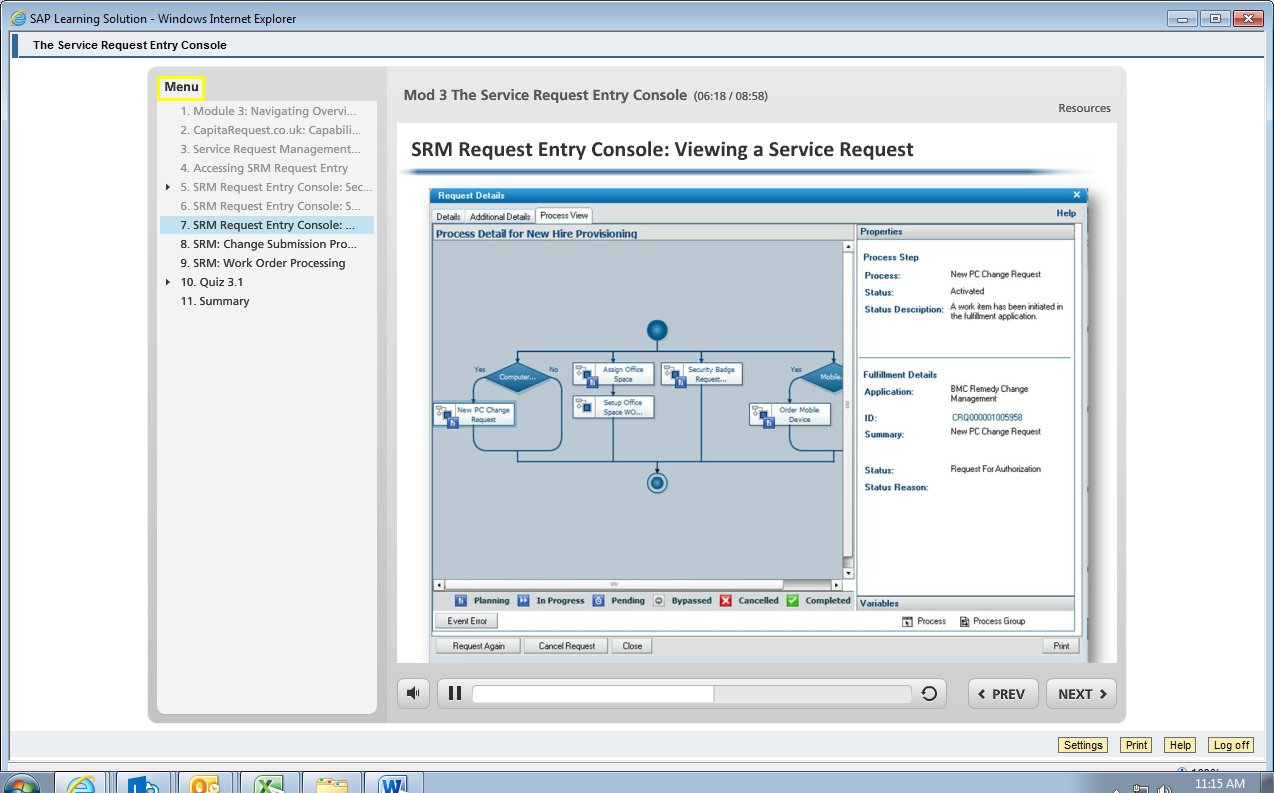 SAP Learning Solution - Windows Internet Explorer
The Service Request Entry Console
Menu
1. Module 3: Navigating Overvi...
2. CapitaRequest.co.uk: Capabili...
3. Service Request Management...
4. Accessing SRM Request Entry
5. SRM Request Entry Console: Sec...
6. SRM Request Entry Console: S...
7. SRM Request Entry Console: ...
8. SRM: Change Submission Pro...
9. SRM: Work Order Processing
10. Quiz 3.1
11. Summary
Mod 3 The Service Request Entry Console (06:18 / 08:58)
Resources
SRM Request Entry Console: Viewing a Service Request
Request Details
Details Additional Details Process View
Help
Process Detail for New Hire Provisioning
Yes
Computer...
No
New PC Change
Request
Assign Office
Space
Setup Office
Space WO...
Security Badge
Request...
Yes
Mobile.
Order Mobile
Device
Planning In Progress Pending Bypassed Cancelled Completed
Properties
Process Step
Process: New PC Change Request
Status: Activated
Status Description: A work item has been initiated in
the fulfillment application.
Fulfillment Details
Application: BMC Remedy Change
Management
ID: CRQ000001005958
Summary: New PC Change Request
Status: Request For Authorization
Status Reason:
Variables
Event Error
Process Process Group
Request Again Cancel Request Close Print
PREV NEXT
Settings Print Help Log off
11:15 AM